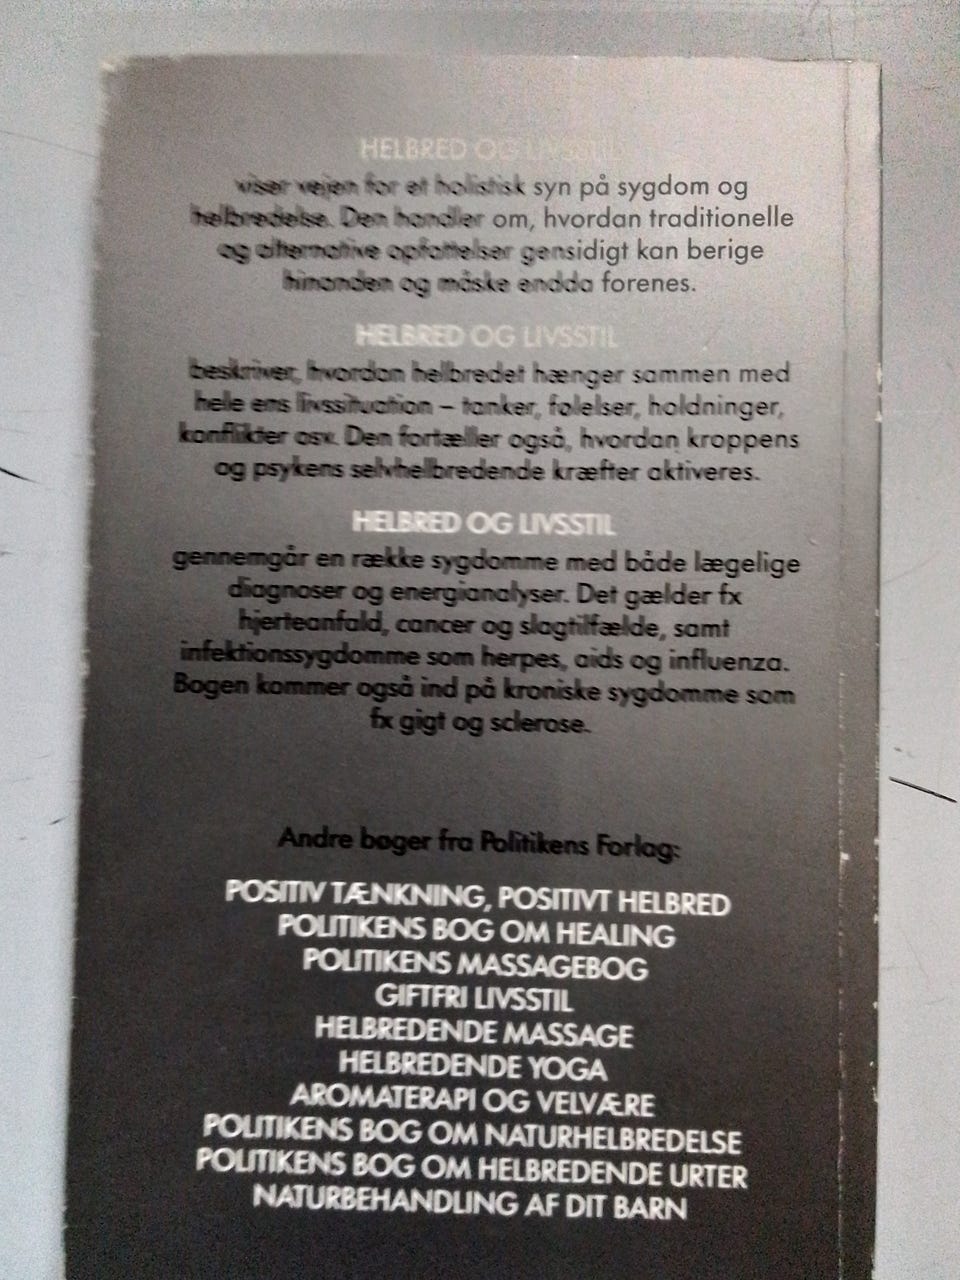 HELBRED OG LIVSSTIL
viser vejen for et holistisk syn på sygdom og
helbredelse. Den handler om, hvordan traditionelle
og alternative opfattelser gensidigt kan berige
hinanden og måske endda forenes.
HELBRED OG LIVSSTIL
beskriver, hvordan helbredet hænger sammen med
hele ens livssituation – tanker, følelser, holdninger,
konflikter osv. Den fortæller også, hvordan kroppens
og psykens selvhelbredende kræfter aktiveres.
HELBRED OG LIVSSTIL
gennemgår en række sygdomme med både lægelige
diagnoser og energianalyser. Det gælder fx
hjerteanfald, cancer og slagtilfælde, samt
infektionssygdomme som herpes, aids og influenza.
Bogen kommer også ind på kroniske sygdomme som
fx gigt og sclerose.
Andre bøger fra Politikens Forlag:
POSITIV TÆNKNING, POSITIVT HELBRED
POLITIKENS BOG OM HEALING
POLITIKENS MASSAGEBOG
GIFTFRI LIVSSTIL
HELBREDENDE MASSAGE
HELBREDENDE YOGA
AROMATERAPI OG VELVÆRE
POLITIKENS BOG OM NATURHELBREDELSE
POLITIKENS BOG OM HELBREDENDE URTER
NATURBEHANDLING AF DIT BARN